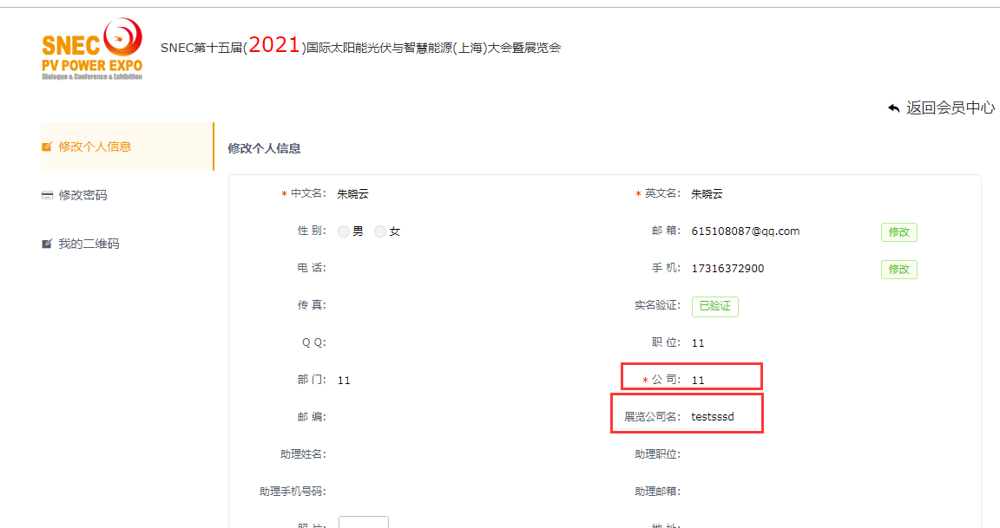 SNEC
PV POWER EXPO
Dialogue & Conference & Exhibition
SNEC第十五届(2021)国际太阳能光伏与智慧能源(上海)大会暨展览会
返回会员中心
修改个人信息
修改密码
我的二维码
修改个人信息
* 中文名: 朱晓云 * 英文名: 朱晓云
性 别: 男 女 邮 箱: 615108087@qq.com 修改
电 话: 手 机: 17316372900 修改
传 真: 实名验证: 已验证
Q Q: 职 位: 11
部 门: 11 * 公 司: 11
邮 编: 展览公司名: testsssd
助理姓名: 助理职位:
助理手机号码: 助理邮箱:
照 片: 地 址: